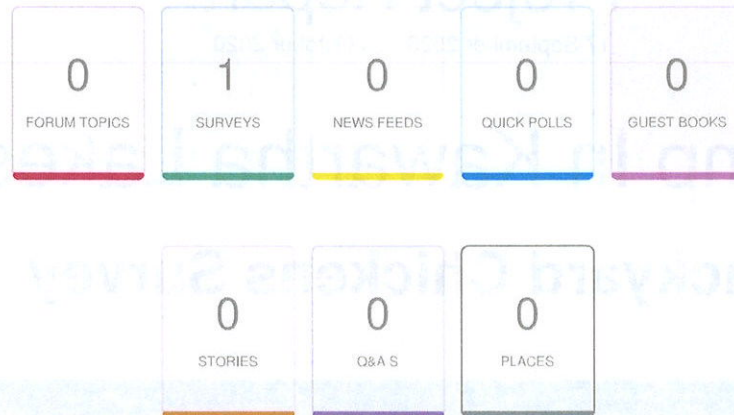 0 1 0 0 0
FORUM TOPICS SURVEYS NEWS FEEDS QUICK POLLS GUEST BOOKS
0 0 0
STORIES Q&A S PLACES